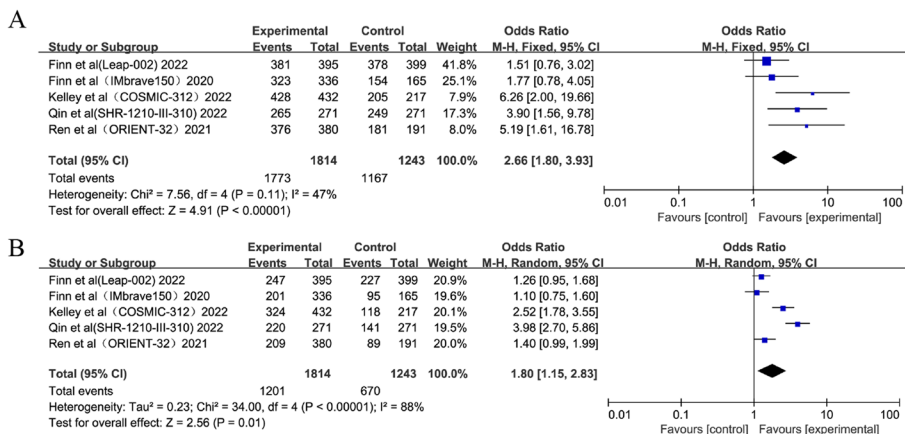 A
Experimental Control Odds Ratio Odds Ratio
Study or Subgroup Events Total Events Total Weight M-H, Fixed, 95% CI M-H, Fixed, 95% CI
Finn et al(Leap-002) 2022 381 395 378 399 41.8% 1.51 [0.76, 3.02]
Finn et al（IMbrave150）2020 323 336 154 165 25.1% 1.77 [0.78, 4.05]
Kelley et al（COSMIC-312）2022 428 432 205 217 7.9% 6.26 [2.00, 19.66]
Qin et al(SHR-1210-III-310) 2022 265 271 249 271 17.3% 3.90 [1.56, 9.78]
Ren et al（ORIENT-32）2021 376 380 181 191 8.0% 5.19 [1.61, 16.78]
Total (95% CI) 1814 1243 100.0% 2.66 [1.80, 3.93]
Total events 1773 1167
Heterogeneity: Chi² = 7.56, df = 4 (P = 0.11); I² = 47%
Test for overall effect: Z = 4.91 (P < 0.00001)
0.01 0.1 1 10 100
Favours [control] Favours [experimental]
B
Experimental Control Odds Ratio Odds Ratio
Study or Subgroup Events Total Events Total Weight M-H, Random, 95% CI M-H, Random, 95% CI
Finn et al(Leap-002) 2022 247 395 227 399 20.9% 1.26 [0.95, 1.68]
Finn et al（IMbrave150）2020 201 336 95 165 19.6% 1.10 [0.75, 1.60]
Kelley et al（COSMIC-312）2022 324 432 118 217 20.1% 2.52 [1.78, 3.55]
Qin et al(SHR-1210-III-310) 2022 220 271 141 271 19.5% 3.98 [2.70, 5.86]
Ren et al（ORIENT-32）2021 209 380 89 191 20.0% 1.40 [0.99, 1.99]
Total (95% CI) 1814 1243 100.0% 1.80 [1.15, 2.83]
Total events 1201 670
Heterogeneity: Tau² = 0.23; Chi² = 34.00, df = 4 (P < 0.00001); I² = 88%
Test for overall effect: Z = 2.56 (P = 0.01)
0.01 0.1 1 10 100
Favours [control] Favours [experimental]